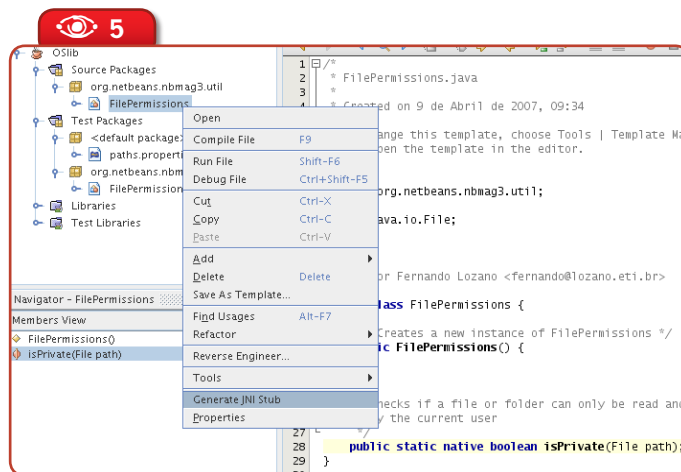 5
OSlib
Source Packages
org.netbeans.nbmag3.util
FilePermissions
Test Packages
<default package>
paths.properti
org.netbeans.nbm
FilePermission
Libraries
Test Libraries
Navigator - FilePermissions
Members View
FilePermissions()
isPrivate(File path)
Open
Compile File F9
Run File Shift-F6
Debug File Ctrl+Shift-F5
Cut Ctrl-X
Copy Ctrl-C
Paste Ctrl-V
Add
Delete Delete
Save As Template...
Find Usages Alt-F7
Refactor
Reverse Engineer...
Tools
Generate JNI Stub
Properties
1 /*
2 * FilePermissions.java
3 *
4 * Created on 9 de Abril de 2007, 09:34
ange this template, choose Tools | Template Ma
pen the template in the editor.
org.netbeans.nbmag3.util;
ava.io.File;
or Fernando Lozano <fernando@lozano.eti.br>
lass FilePermissions {
Creates a new instance of FilePermissions */
ic FilePermissions() {
hecks if a file or folder can only be read and
y the current user
27 */
28 public static native boolean isPrivate(File path);
29 }